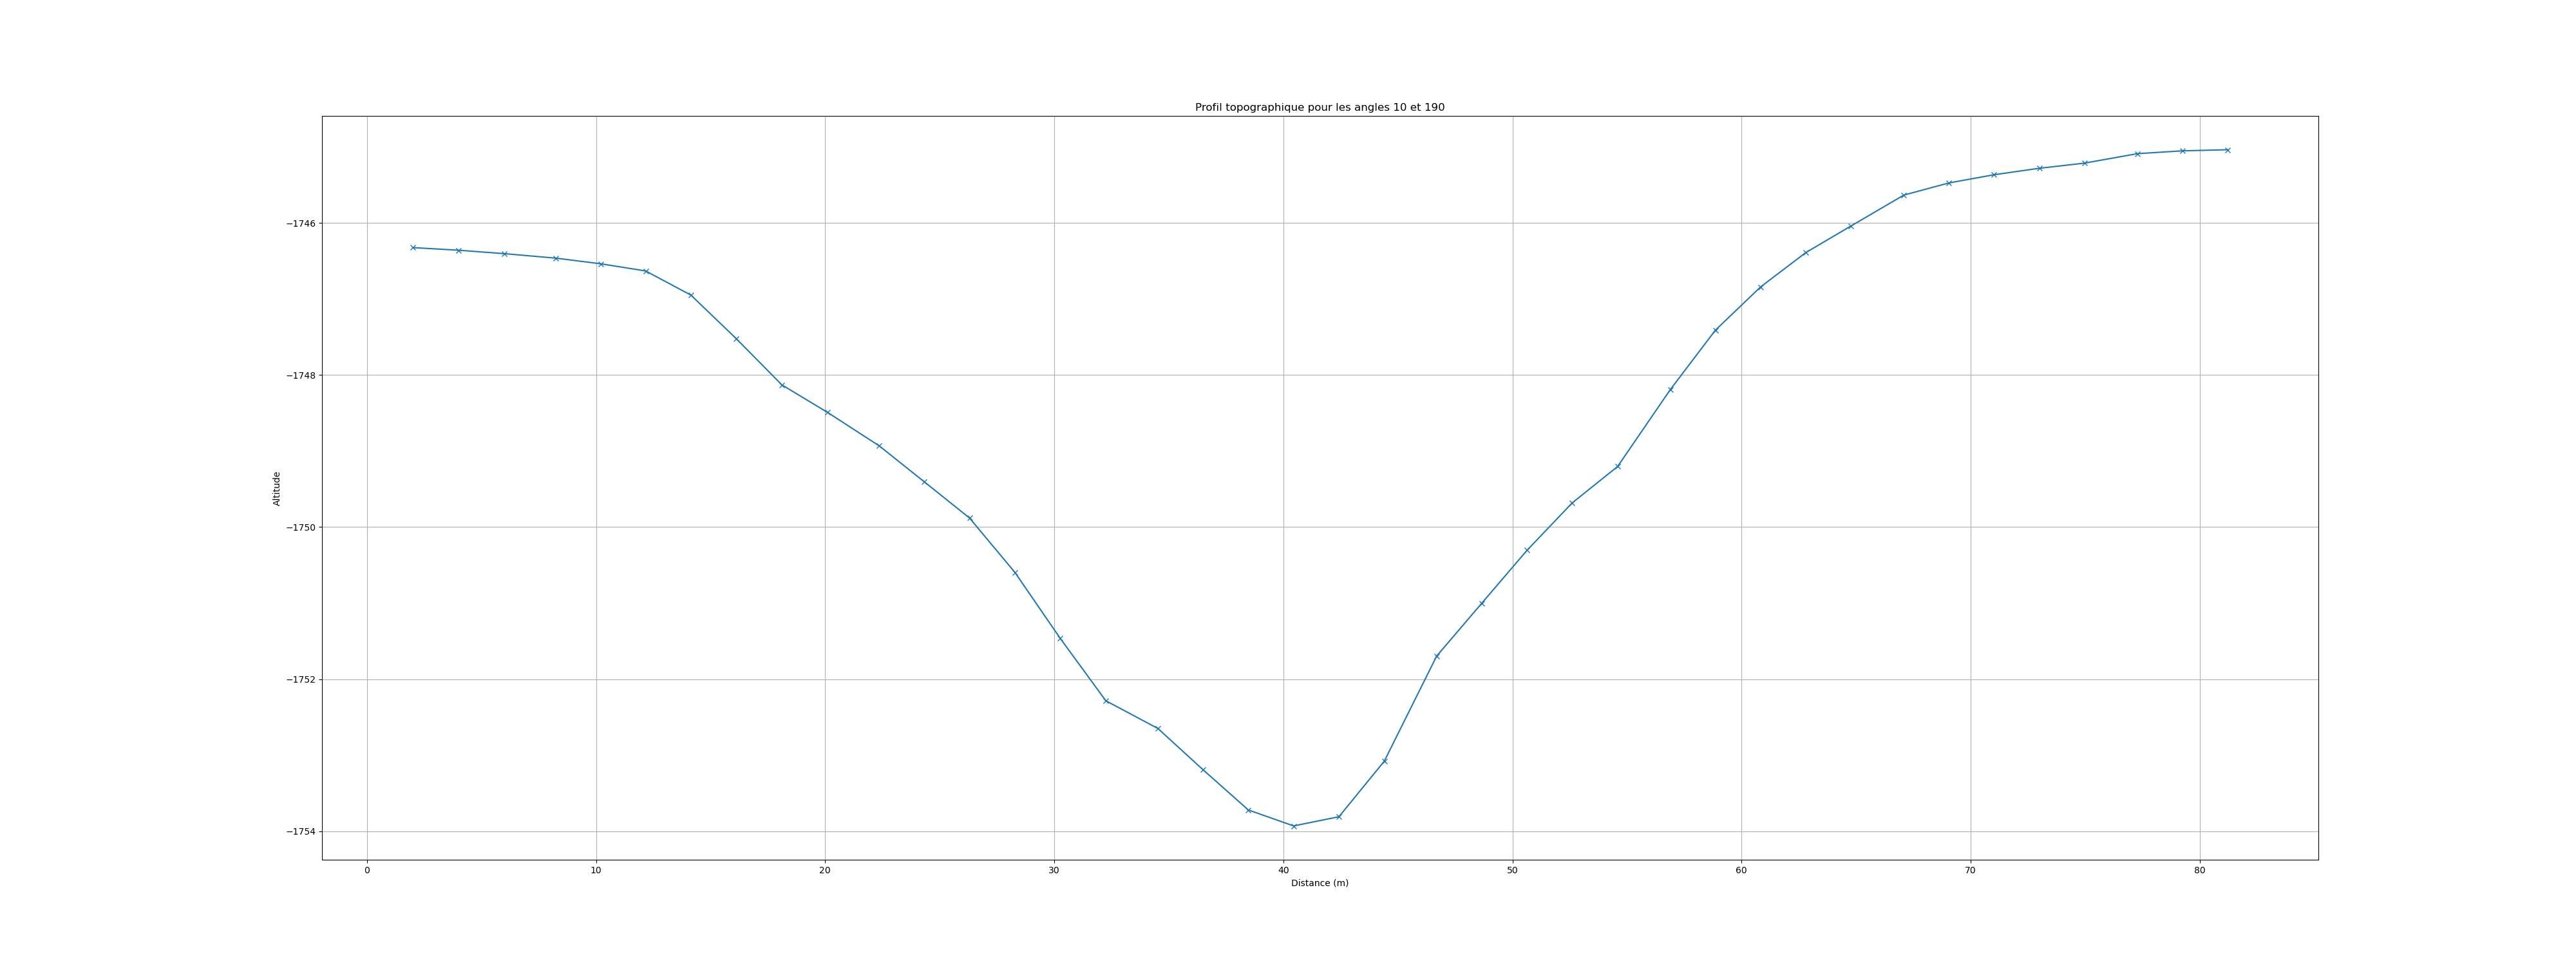 Profil topographique pour les angles 10 et 190
−1746
−1748
−1750
−1752
−1754
Altitude
0 10 20 30 40 50 60 70 80
Distance (m)